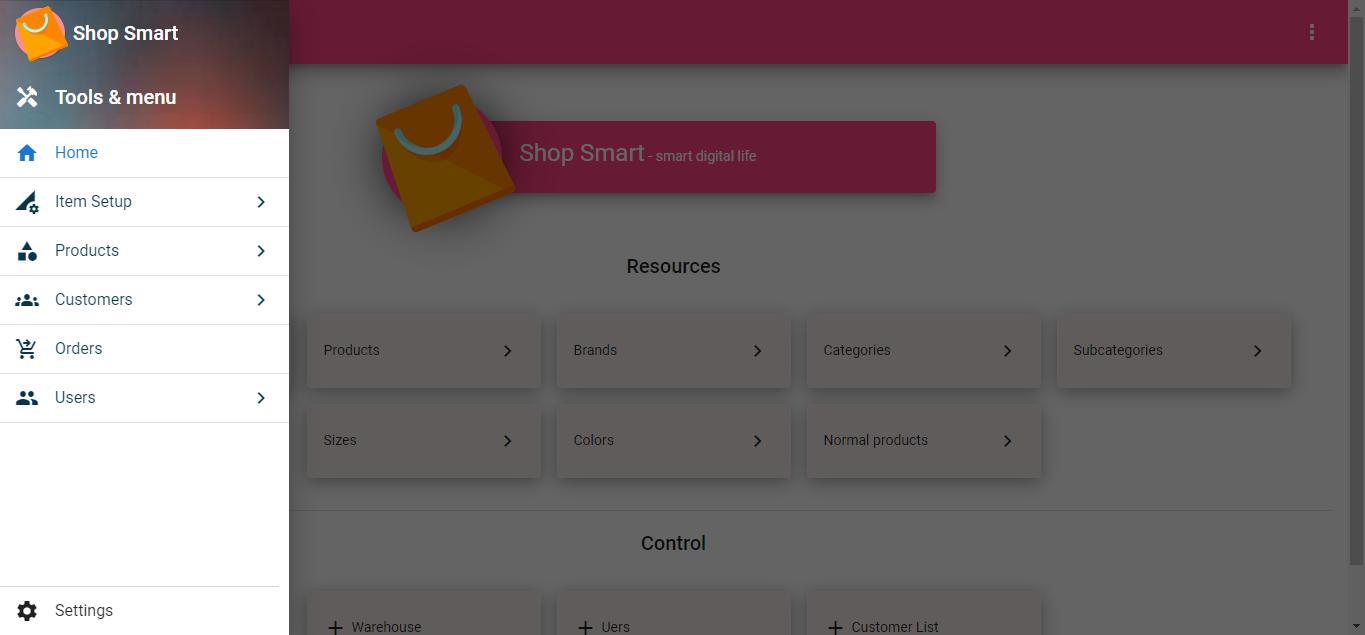 Shop Smart
Tools & menu
Home
Item Setup
Products
Customers
Orders
Users
Settings
Shop Smart - smart digital life
Resources
Products
Brands
Categories
Subcategories
Sizes
Colors
Normal products
Control
Warehouse
Uers
Customer List